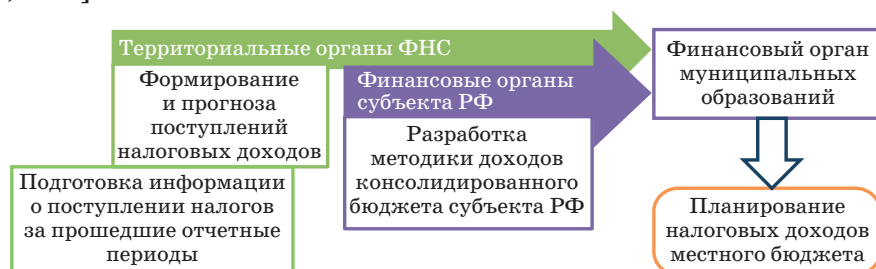 Территориальные органы ФНС
Формирование
и прогноза
поступлений
налоговых доходов
Подготовка информации
о поступлении налогов
за прошедшие отчетные
периоды
Финансовые органы
субъекта РФ
Разработка
методики доходов
консолидированного
бюджета субъекта РФ
Финансовый орган
муниципальных
образований
Планирование
налоговых доходов
местного бюджета